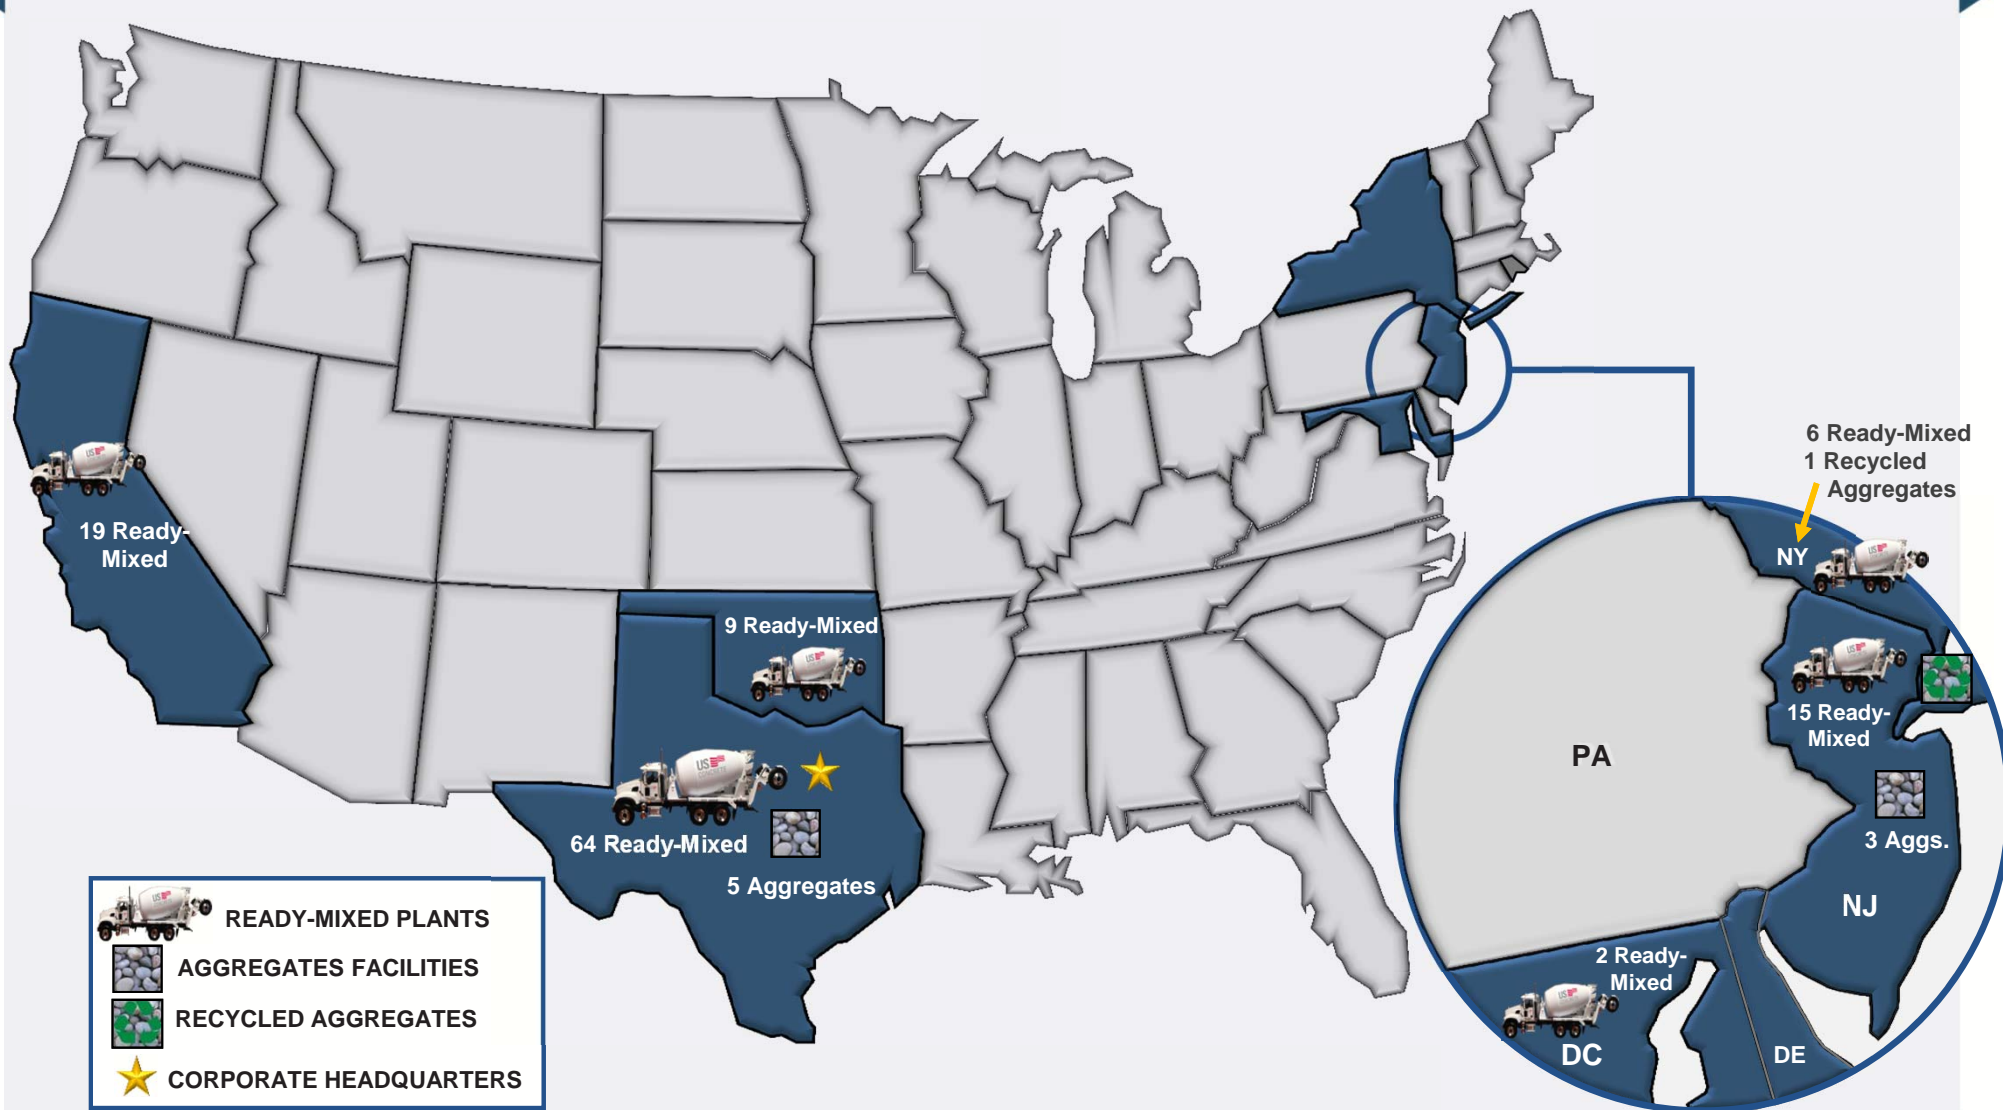 6 Ready-Mixed
1 Recycled
Aggregates
NY
19 Ready-
Mixed
9 Ready-Mixed
US
CONCRETE
64 Ready-Mixed
5 Aggregates
15 Ready-
Mixed
PA
3 Aggs.
NJ
2 Ready-
Mixed
DC
DE
READY-MIXED PLANTS
AGGREGATES FACILITIES
RECYCLED AGGREGATES
CORPORATE HEADQUARTERS